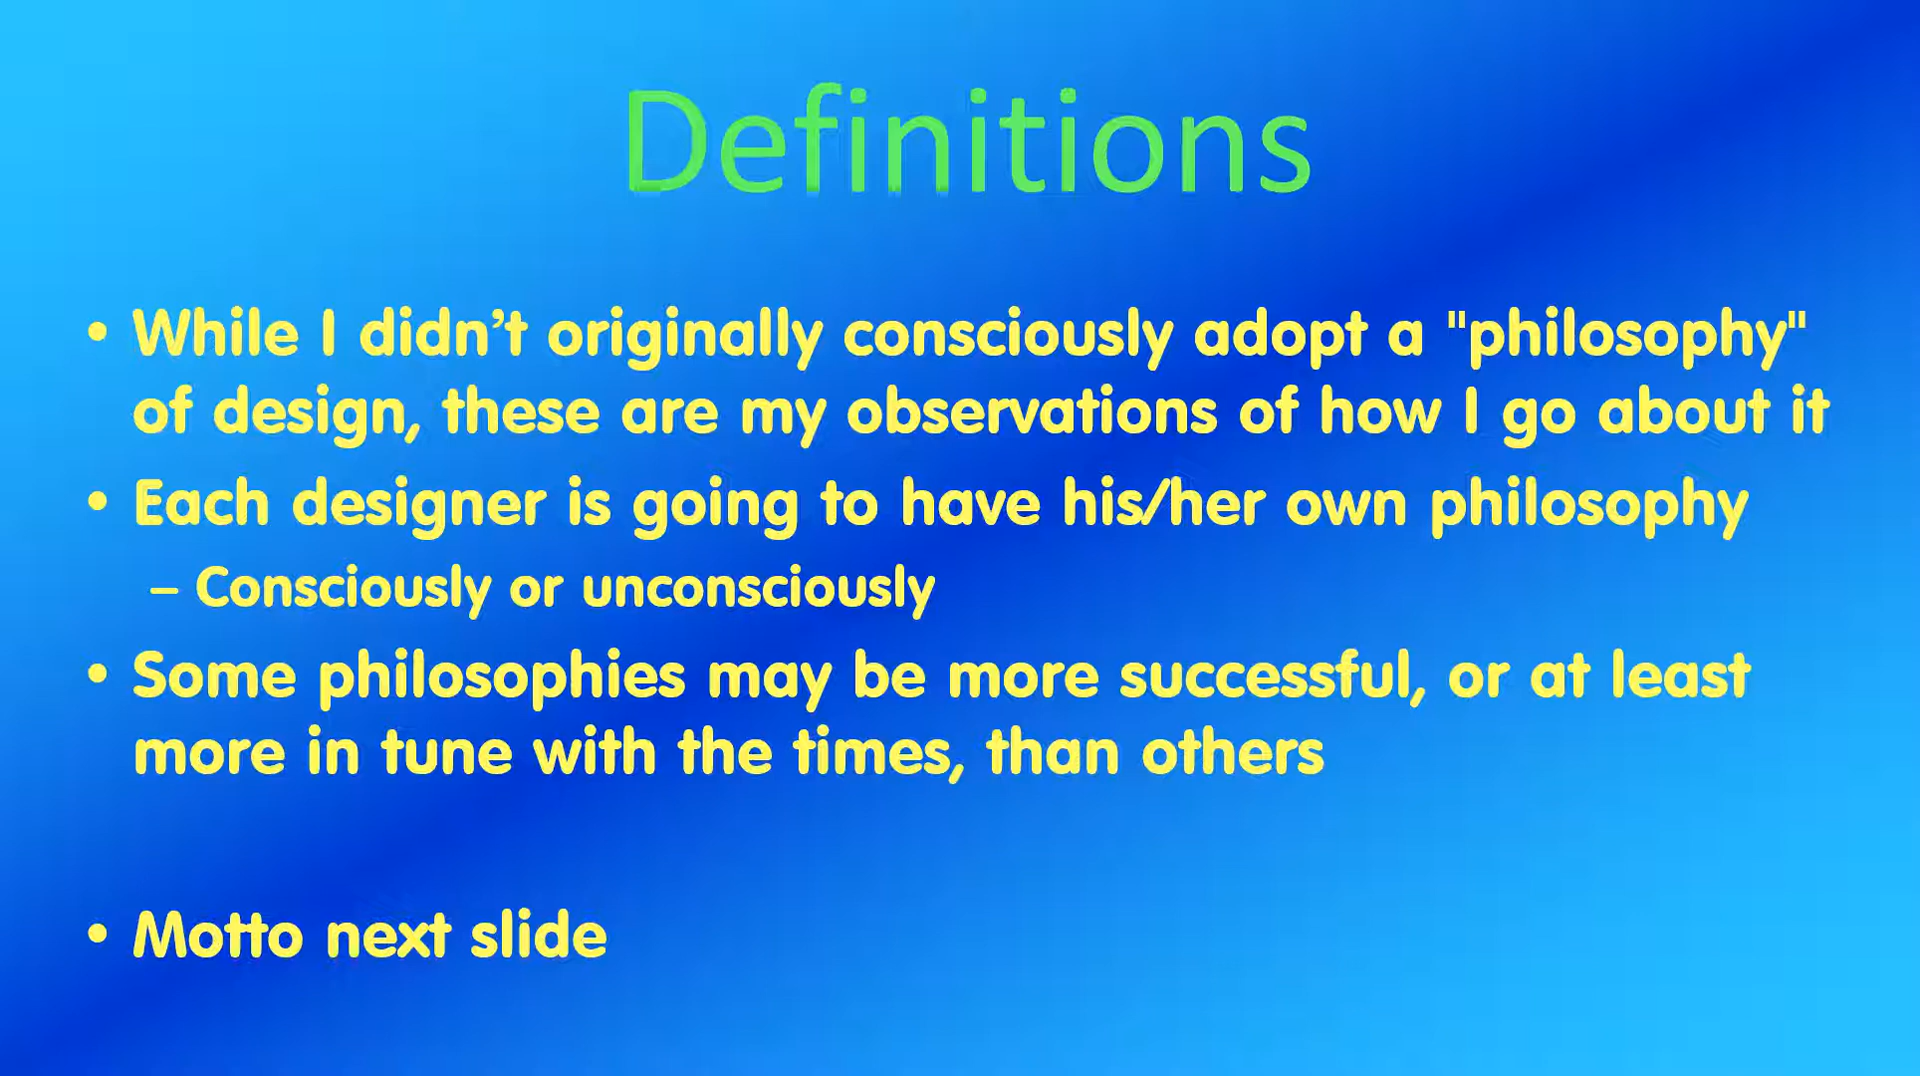 Definitions
• While I didn’t originally consciously adopt a "philosophy"
of design, these are my observations of how I go about it
• Each designer is going to have his/her own philosophy
– Consciously or unconsciously
• Some philosophies may be more successful, or at least
more in tune with the times, than others
• Motto next slide